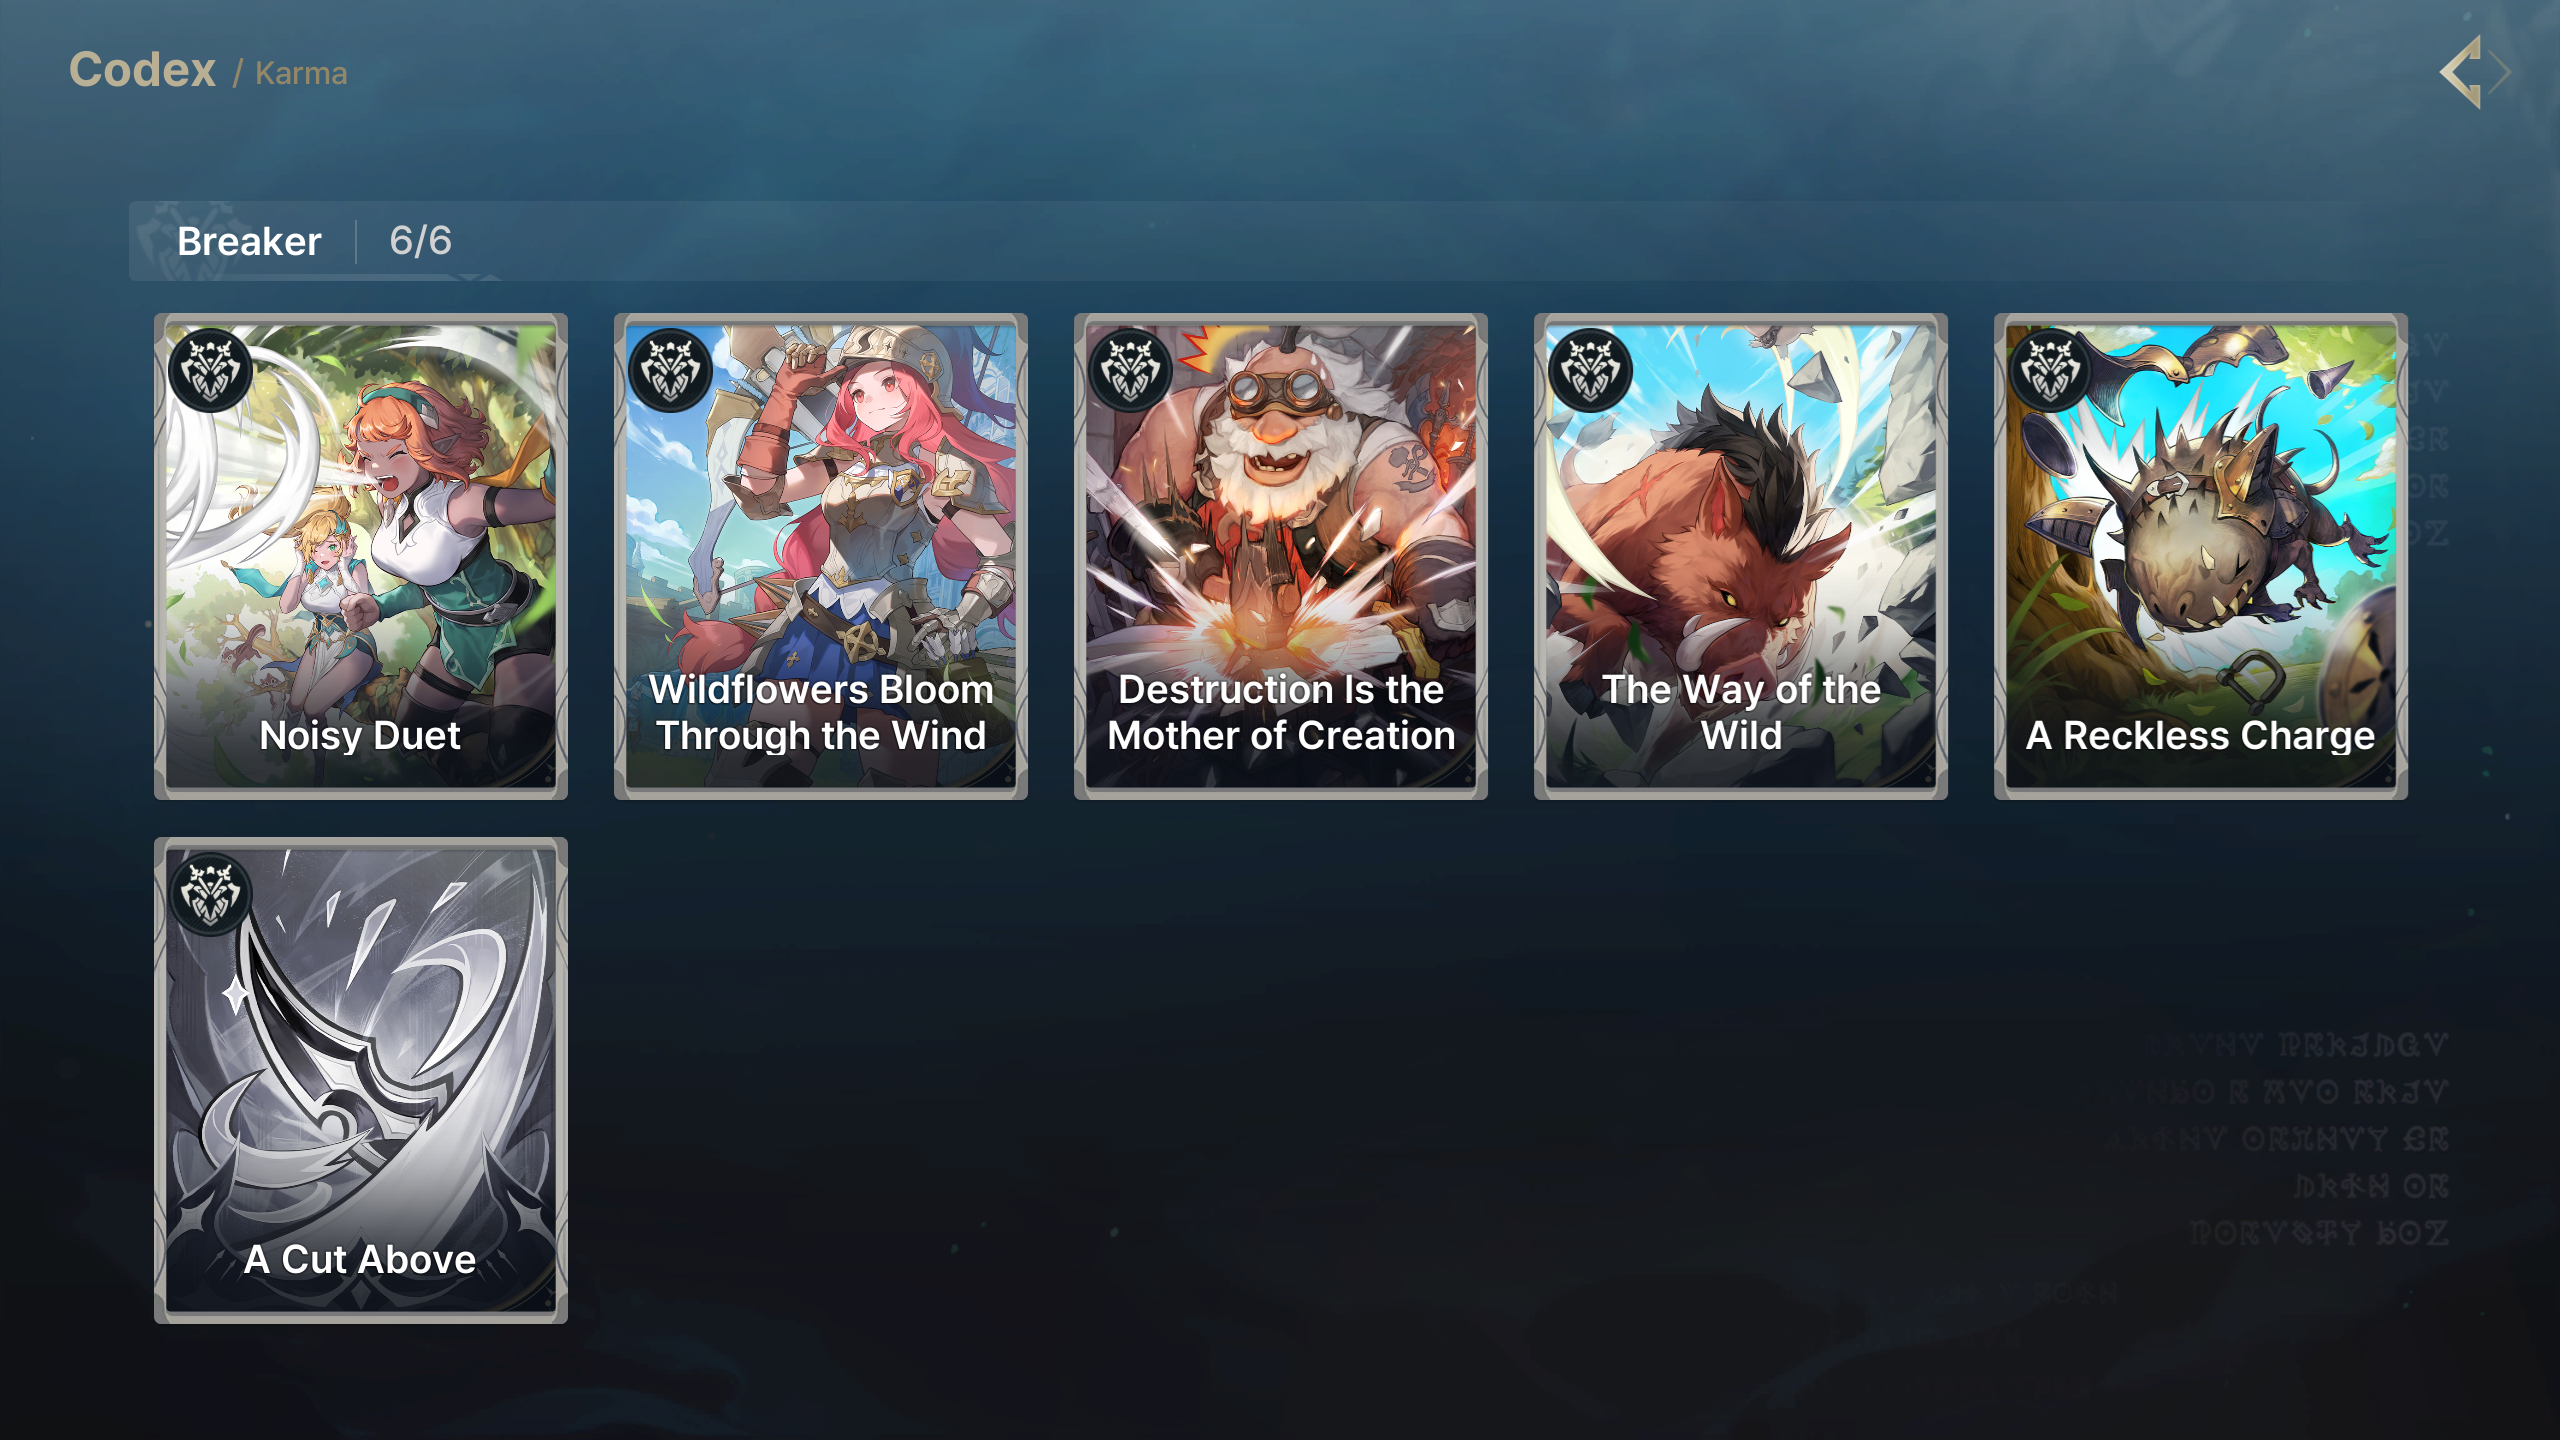 Codex / Karma
Breaker
6/6
Noisy Duet
Wildflowers Bloom
Through the Wind
Destruction Is the
Mother of Creation
The Way of the
Wild
A Reckless Charge
A Cut Above